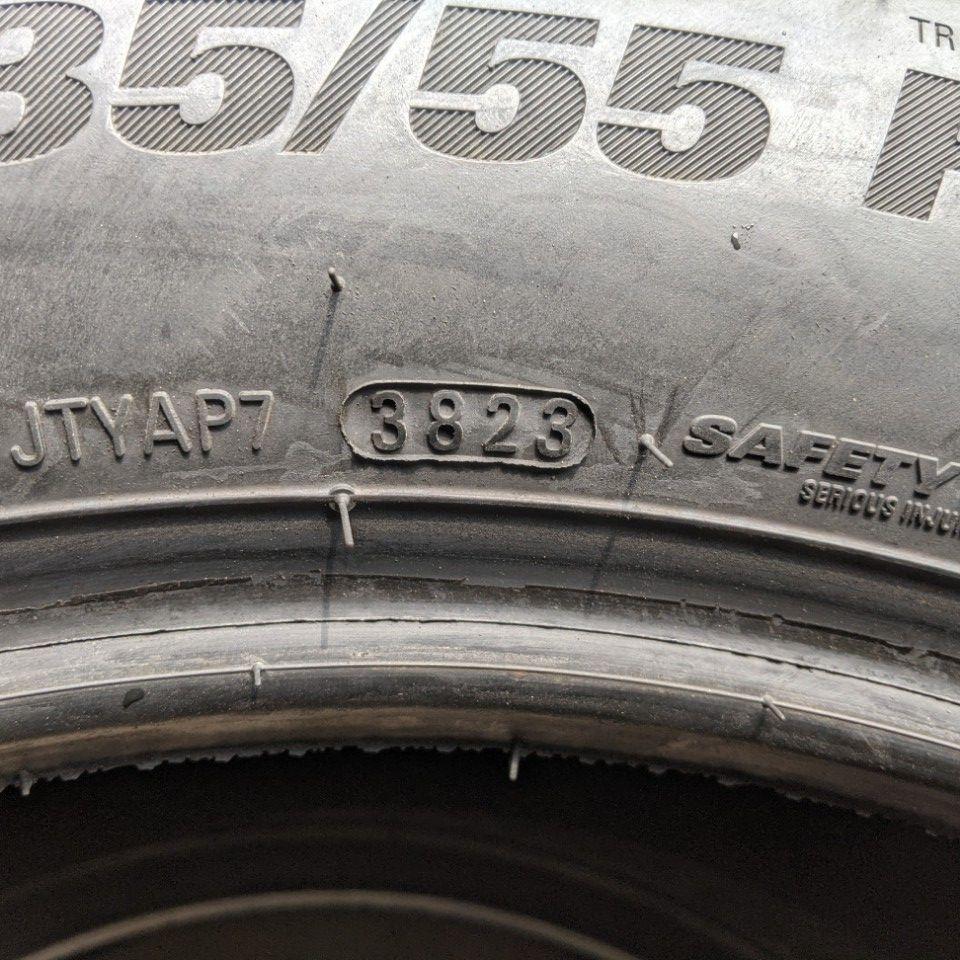 35/55 R
TR
JTYAP7 3823 SAFETY
SERIOUS INJU